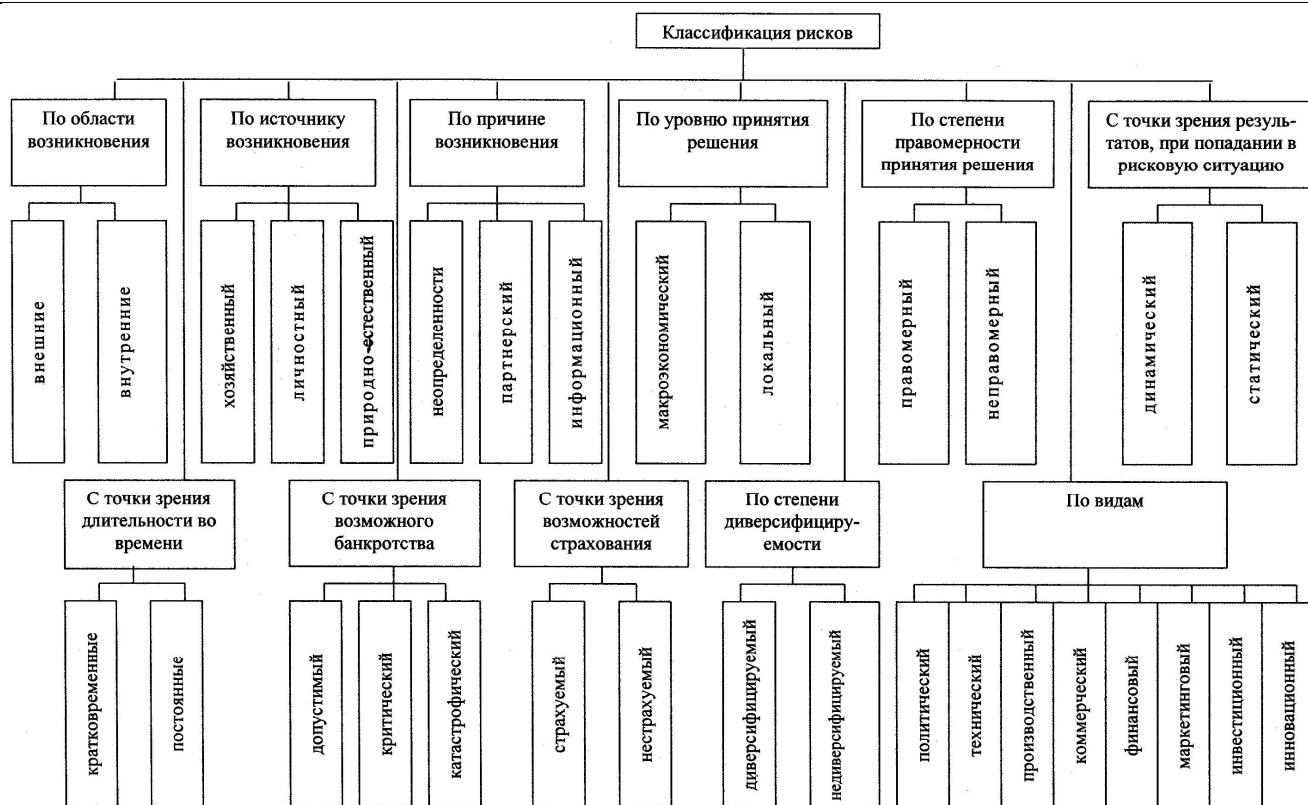 Классификация рисков
По области
возникновения
По источнику
возникновения
По причине
возникновения
По уровню принятия
решения
По степени
правомерности
принятия решения
С точки зрения резуль-
татов, при попадании в
рисковую ситуацию
внешние
внутренние
хозяйственный
личностный
природно-естественный
неопределенности
партнерский
информационный
макроэкономический
локальный
правомерный
неправомерный
динамический
статический
С точки зрения
длительности во
времени
С точки зрения
возможного
банкротства
С точки зрения
возможностей
страхования
По степени
диверсифициру-
емости
По видам
кратковременные
постоянные
допустимый
критический
катастрофический
страхуемый
нестрахуемый
диверсифицируемый
недиверсифицируемый
политический
технический
производственный
коммерческий
финансовый
маркетинговый
инвестиционный
инновационный